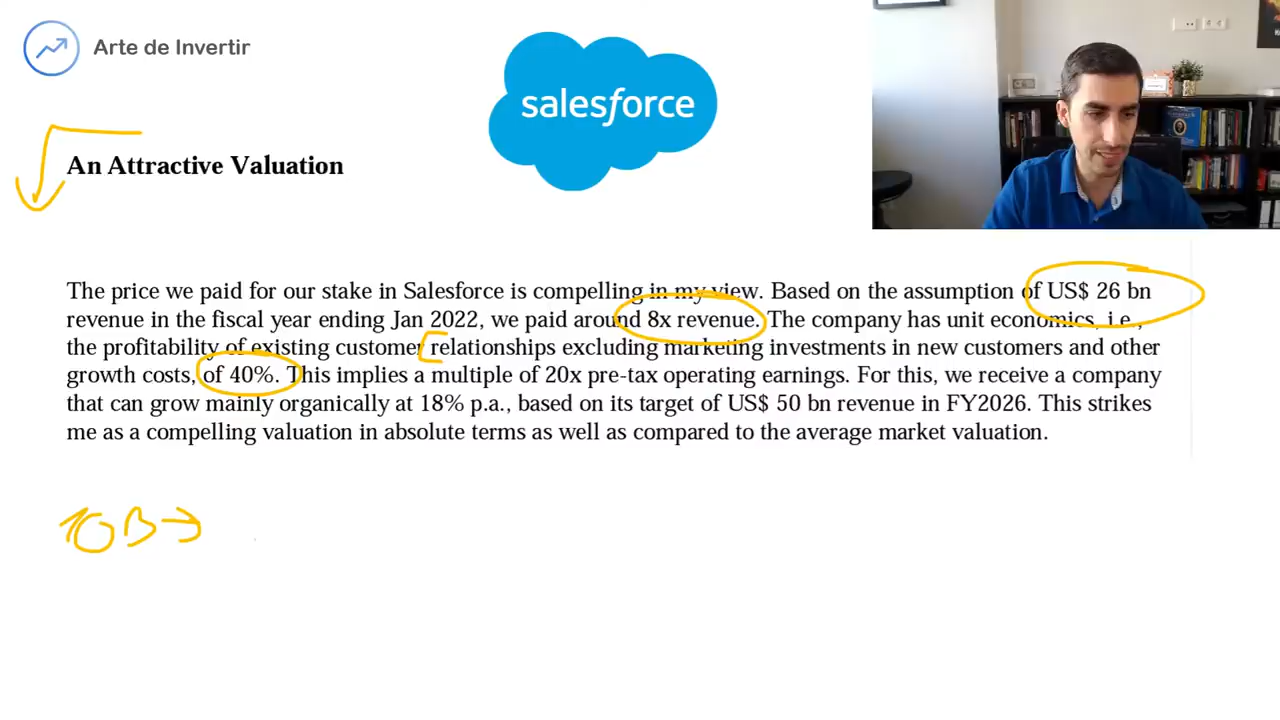 Arte de Invertir
salesforce
An Attractive Valuation
The price we paid for our stake in Salesforce is compelling in my view. Based on the assumption of US$ 26 bn
revenue in the fiscal year ending Jan 2022, we paid around 8x revenue. The company has unit economics, i.e.,
the profitability of existing customer relationships excluding marketing investments in new customers and other
growth costs, of 40%. This implies a multiple of 20x pre-tax operating earnings. For this, we receive a company
that can grow mainly organically at 18% p.a., based on its target of US$ 50 bn revenue in FY2026. This strikes
me as a compelling valuation in absolute terms as well as compared to the average market valuation.
10B →